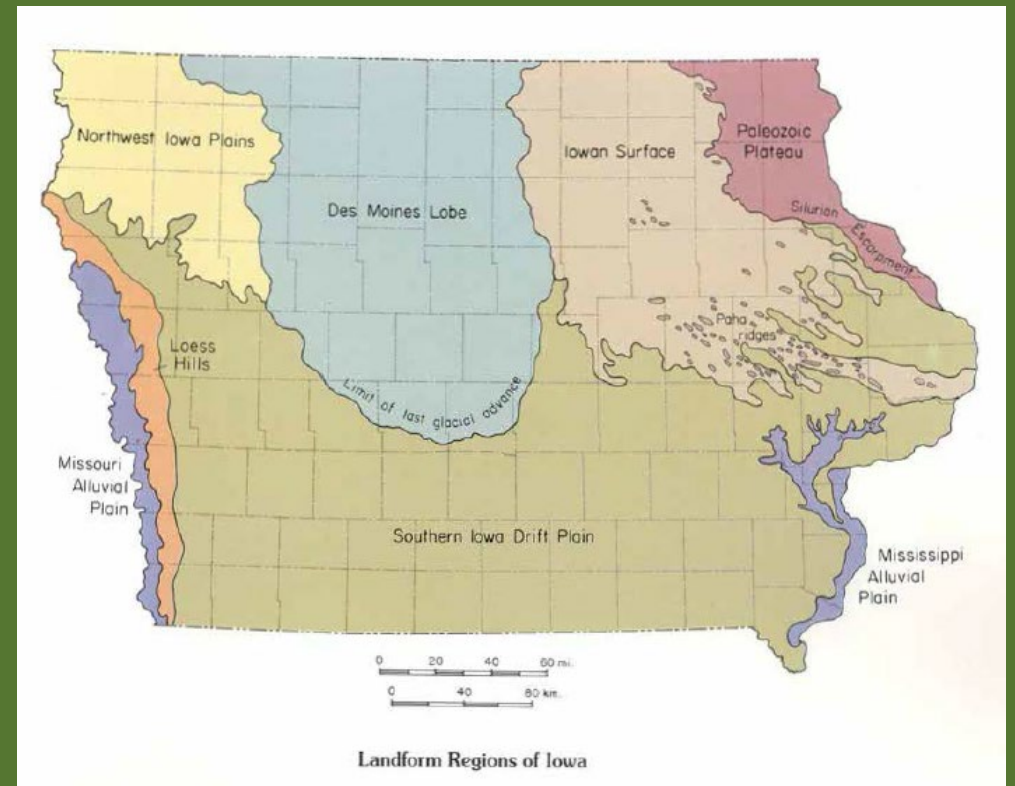 Northwest Iowa Plains
Des Moines Lobe
Iowan Surface
Paleozoic
Plateau
Silurian
Escarpment
Paha
ridges
Loess
Hills
Limit of last glacial advance
Missouri
Alluvial
Plain
Southern Iowa Drift Plain
Mississippi
Alluvial
Plain
0 20 40 60 mi.
0 40 80 km.
Landform Regions of Iowa